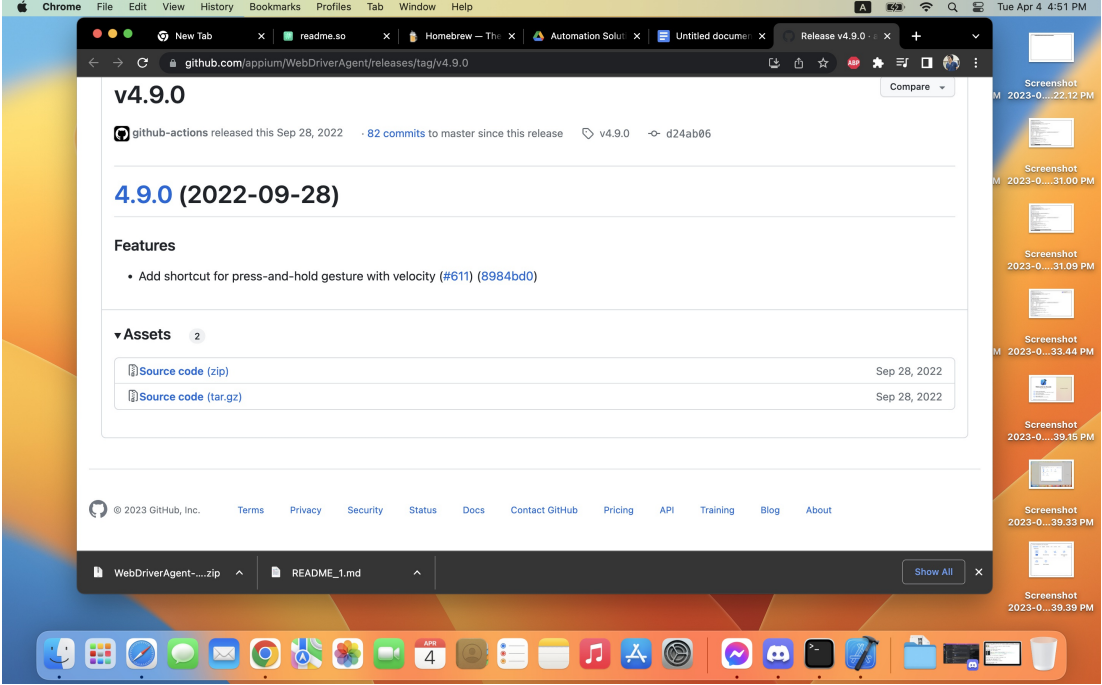 Chrome File Edit View History Bookmarks Profiles Tab Window Help A Tue Apr 4 4:51 PM
New Tab readme.so Homebrew — The Automation Soluti Untitled documen Release v4.9.0 · a
github.com/appium/WebDriverAgent/releases/tag/v4.9.0 ABP
v4.9.0
Compare
github-actions released this Sep 28, 2022 · 82 commits to master since this release v4.9.0 d24ab06
4.9.0 (2022-09-28)
Features
• Add shortcut for press-and-hold gesture with velocity (#611) (8984bd0)
Assets 2
Source code (zip) Sep 28, 2022
Source code (tar.gz) Sep 28, 2022
© 2023 GitHub, Inc. Terms Privacy Security Status Docs Contact GitHub Pricing API Training Blog About
WebDriverAgent-....zip README_1.md Show All
Screenshot
M 2023-0....22.12 PM
Screenshot
M 2023-0....31.00 PM
Screenshot
2023-0....31.09 PM
Screenshot
M 2023-0...33.44 PM
Screenshot
2023-0....39.15 PM
Screenshot
2023-0...39.33 PM
Screenshot
2023-0...39.39 PM
APR
4